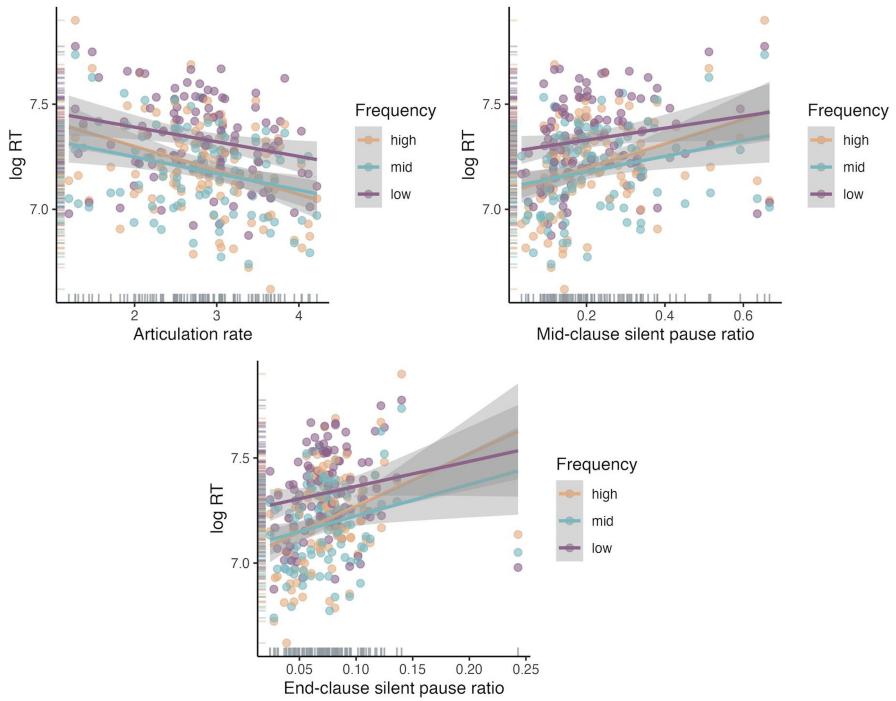 log RT
7.5
7.0
2
3
4
Articulation rate
Frequency
high
mid
low
log RT
7.5
7.0
0.2
0.4
0.6
Mid-clause silent pause ratio
Frequency
high
mid
low
log RT
7.5
7.0
0.05
0.10
0.15
0.20
0.25
End-clause silent pause ratio
Frequency
high
mid
low